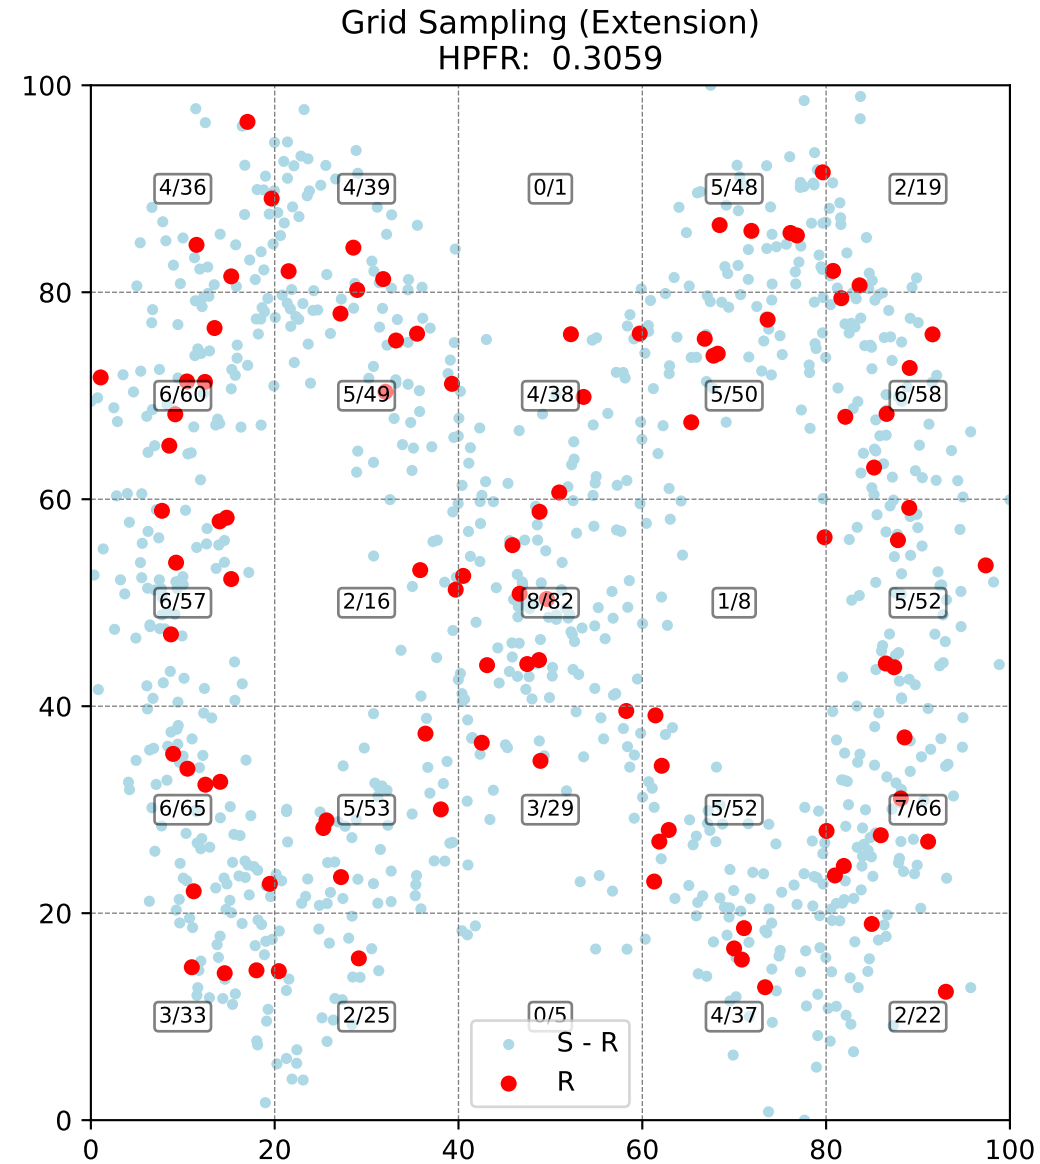 Grid Sampling (Extension)
HPFR:  0.3059
100
4/36 4/39 0/1 5/48 2/19
80
6/60 5/49 4/38 5/50 6/58
60
6/57 2/16 8/82 1/8 5/52
40
6/65 5/53 3/29 5/52 7/66
20
3/33 2/25 0/5 4/37 2/22
S - R
R
0
0 20 40 60 80 100